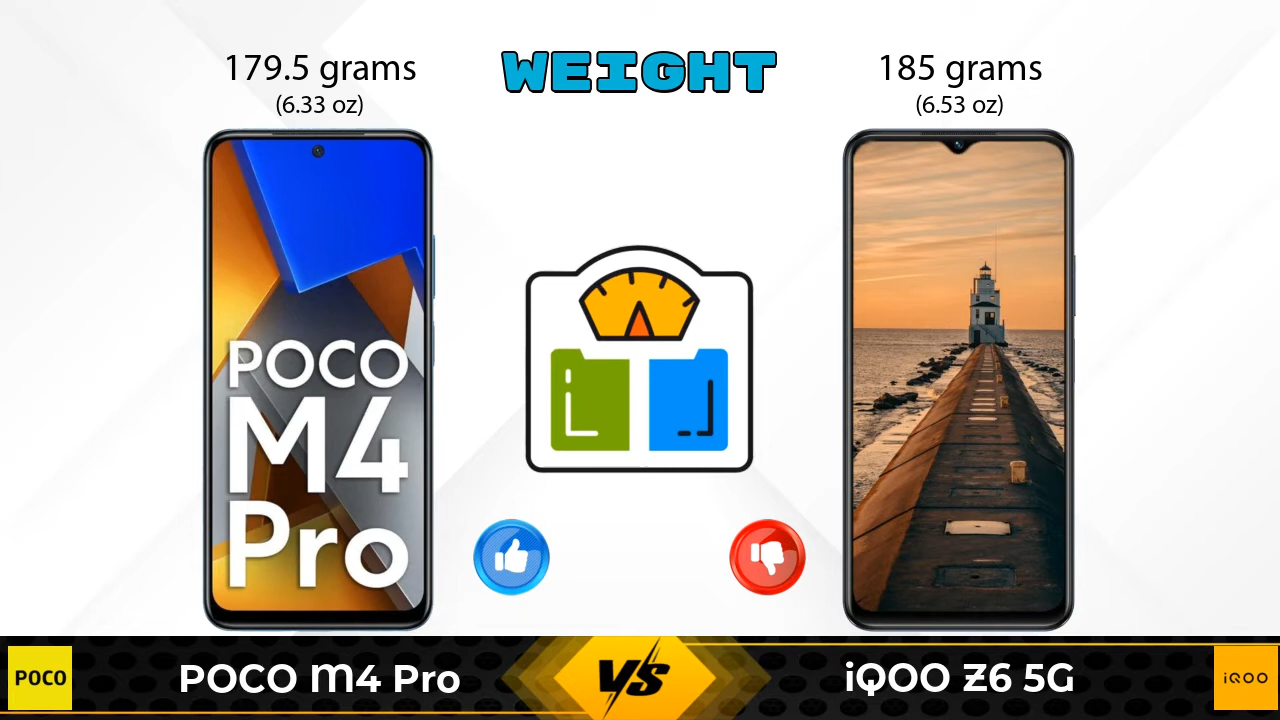 179.5 grams
(6.33 oz)
WEIGHT
185 grams
(6.53 oz)
POCO
M4
Pro
POCO
POCO M4 Pro
VS
iQOO Z6 5G
iQOO